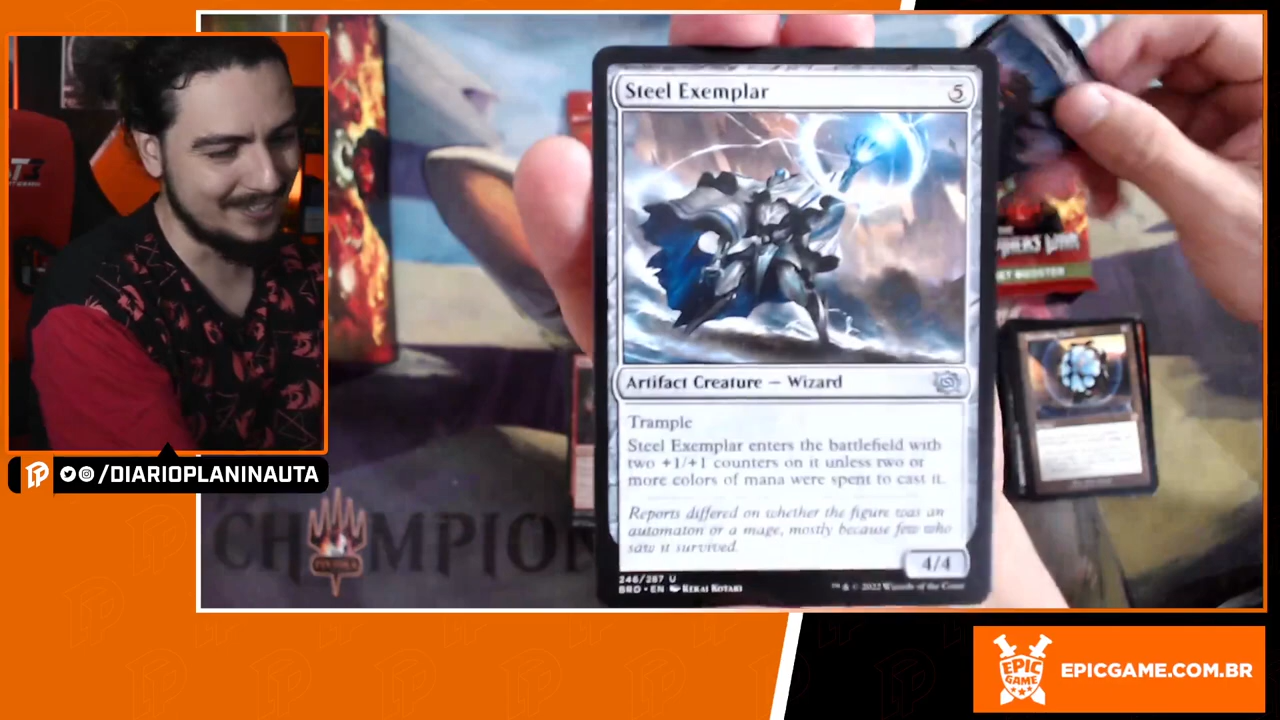 Steel Exemplar 5
Artifact Creature — Wizard
Trample
Steel Exemplar enters the battlefield with
two +1/+1 counters on it unless two or
more colors of mana were spent to cast it.
Reports differed on whether the figure was an
automaton or a mage, mostly because few who
saw it survived.
4/4
246/287 U
BRO • EN KEKAI KOTAKI
™ & © 2022 Wizards of the Coast
SET BOOSTER
/DIARIOPLANINAUTA
CHAMPION
EPIC
GAME
EPICGAME.COM.BR